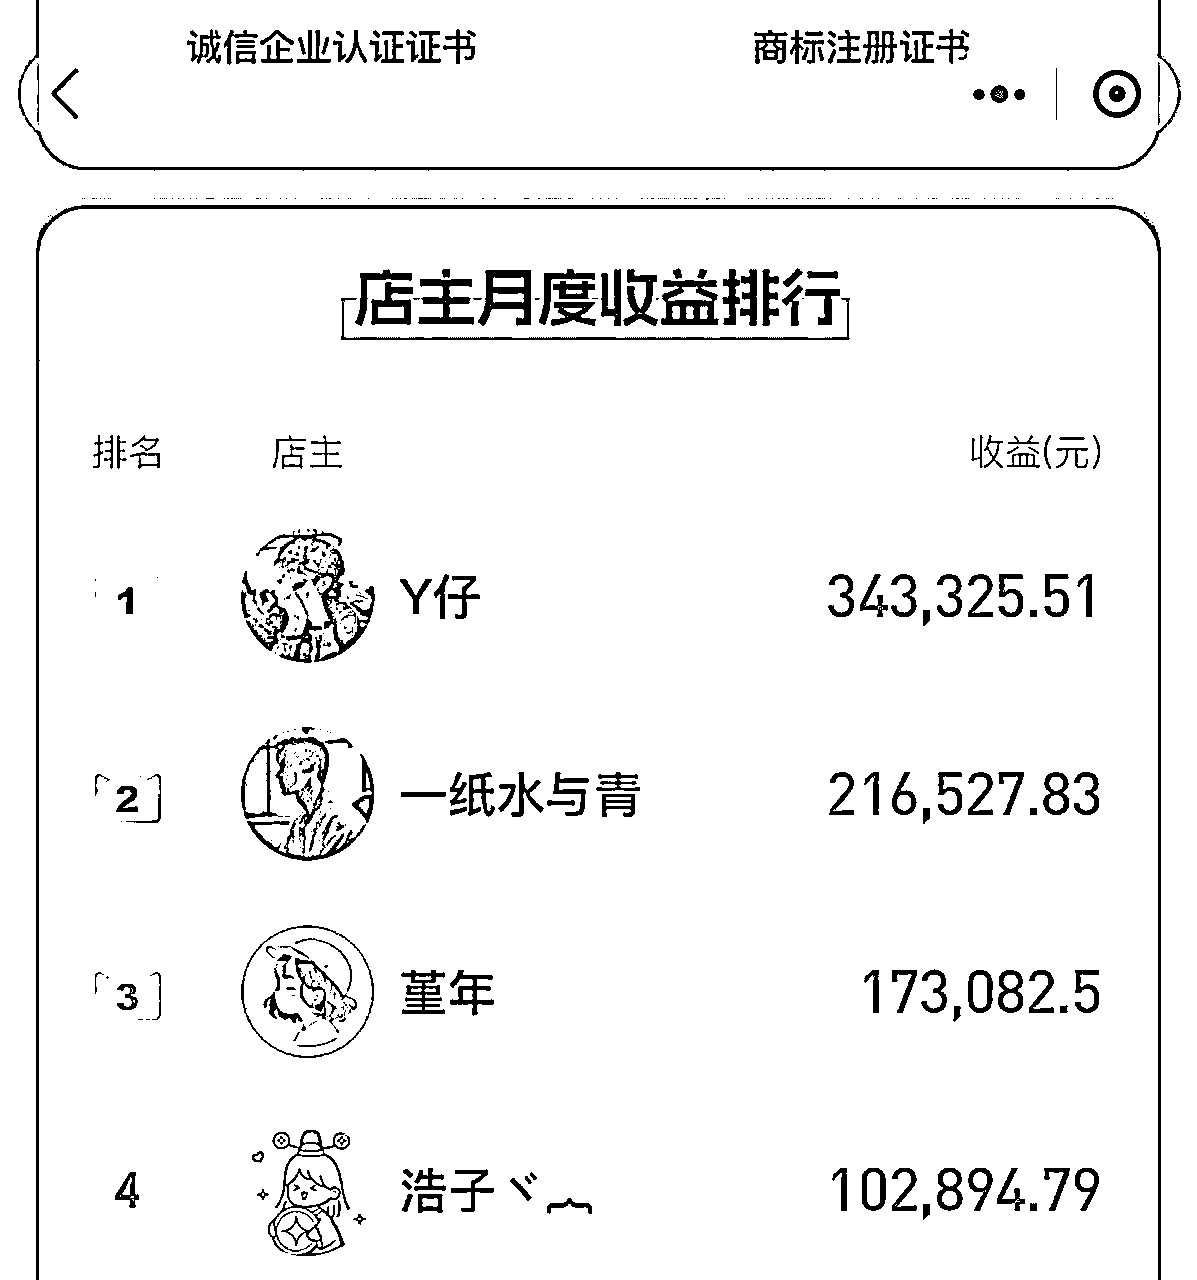 诚信企业认证证书 商标注册证书
店主月度收益排行
排名 店主 收益(元)
1 Y仔 343,325.51
2 一纸水与青 216,527.83
3 堇年 173,082.5
4 浩子ヾ︷ 102,894.79